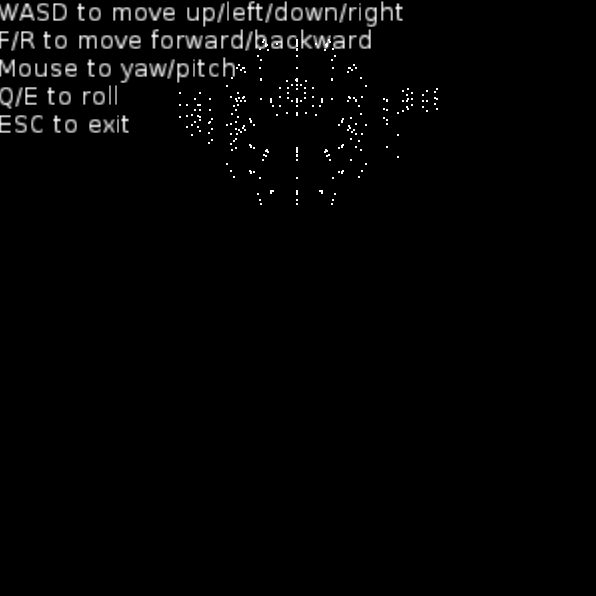 WASD to move up/left/down/right
F/R to move forward/backward
Mouse to yaw/pitch
Q/E to roll
ESC to exit